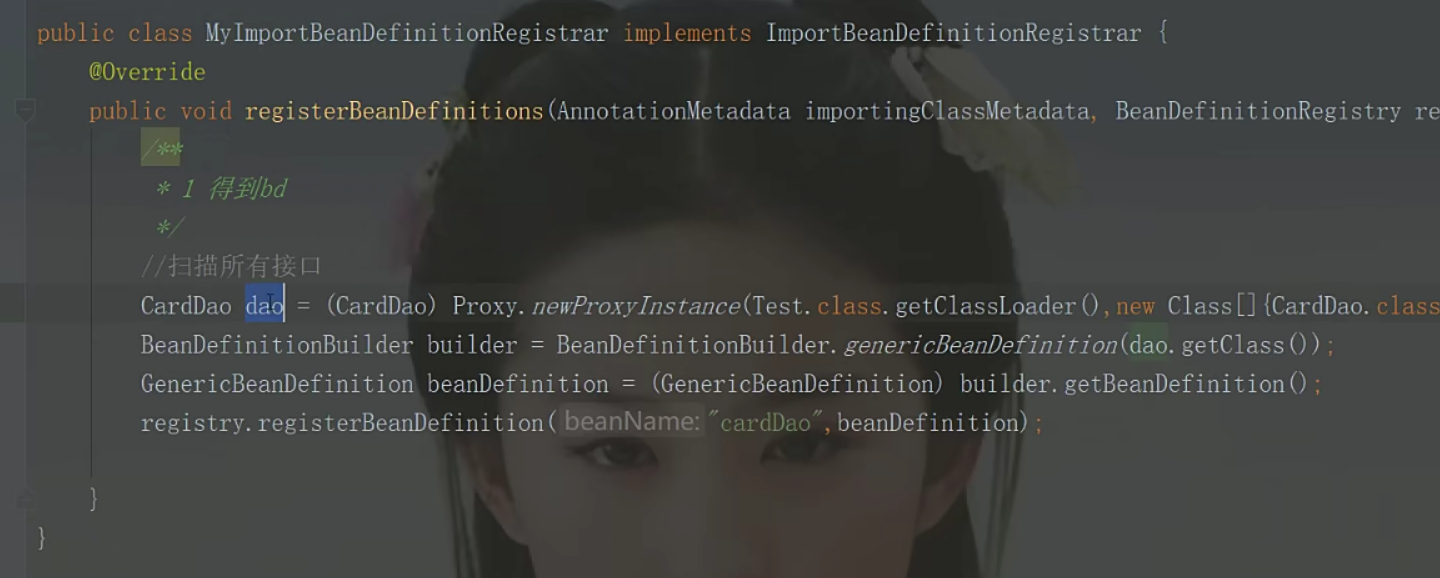 public class MyImportBeanDefinitionRegistrar implements ImportBeanDefinitionRegistrar {
@Override
public void registerBeanDefinitions(AnnotationMetadata importingClassMetadata, BeanDefinitionRegistry re
/**
* 1 得到bd
*/
//扫描所有接口
CardDao dao = (CardDao) Proxy.newProxyInstance(Test.class.getClassLoader(),new Class[]{CardDao.class
BeanDefinitionBuilder builder = BeanDefinitionBuilder.genericBeanDefinition(dao.getClass());
GenericBeanDefinition beanDefinition = (GenericBeanDefinition) builder.getBeanDefinition();
registry.registerBeanDefinition( beanName: "cardDao",beanDefinition);
}
}